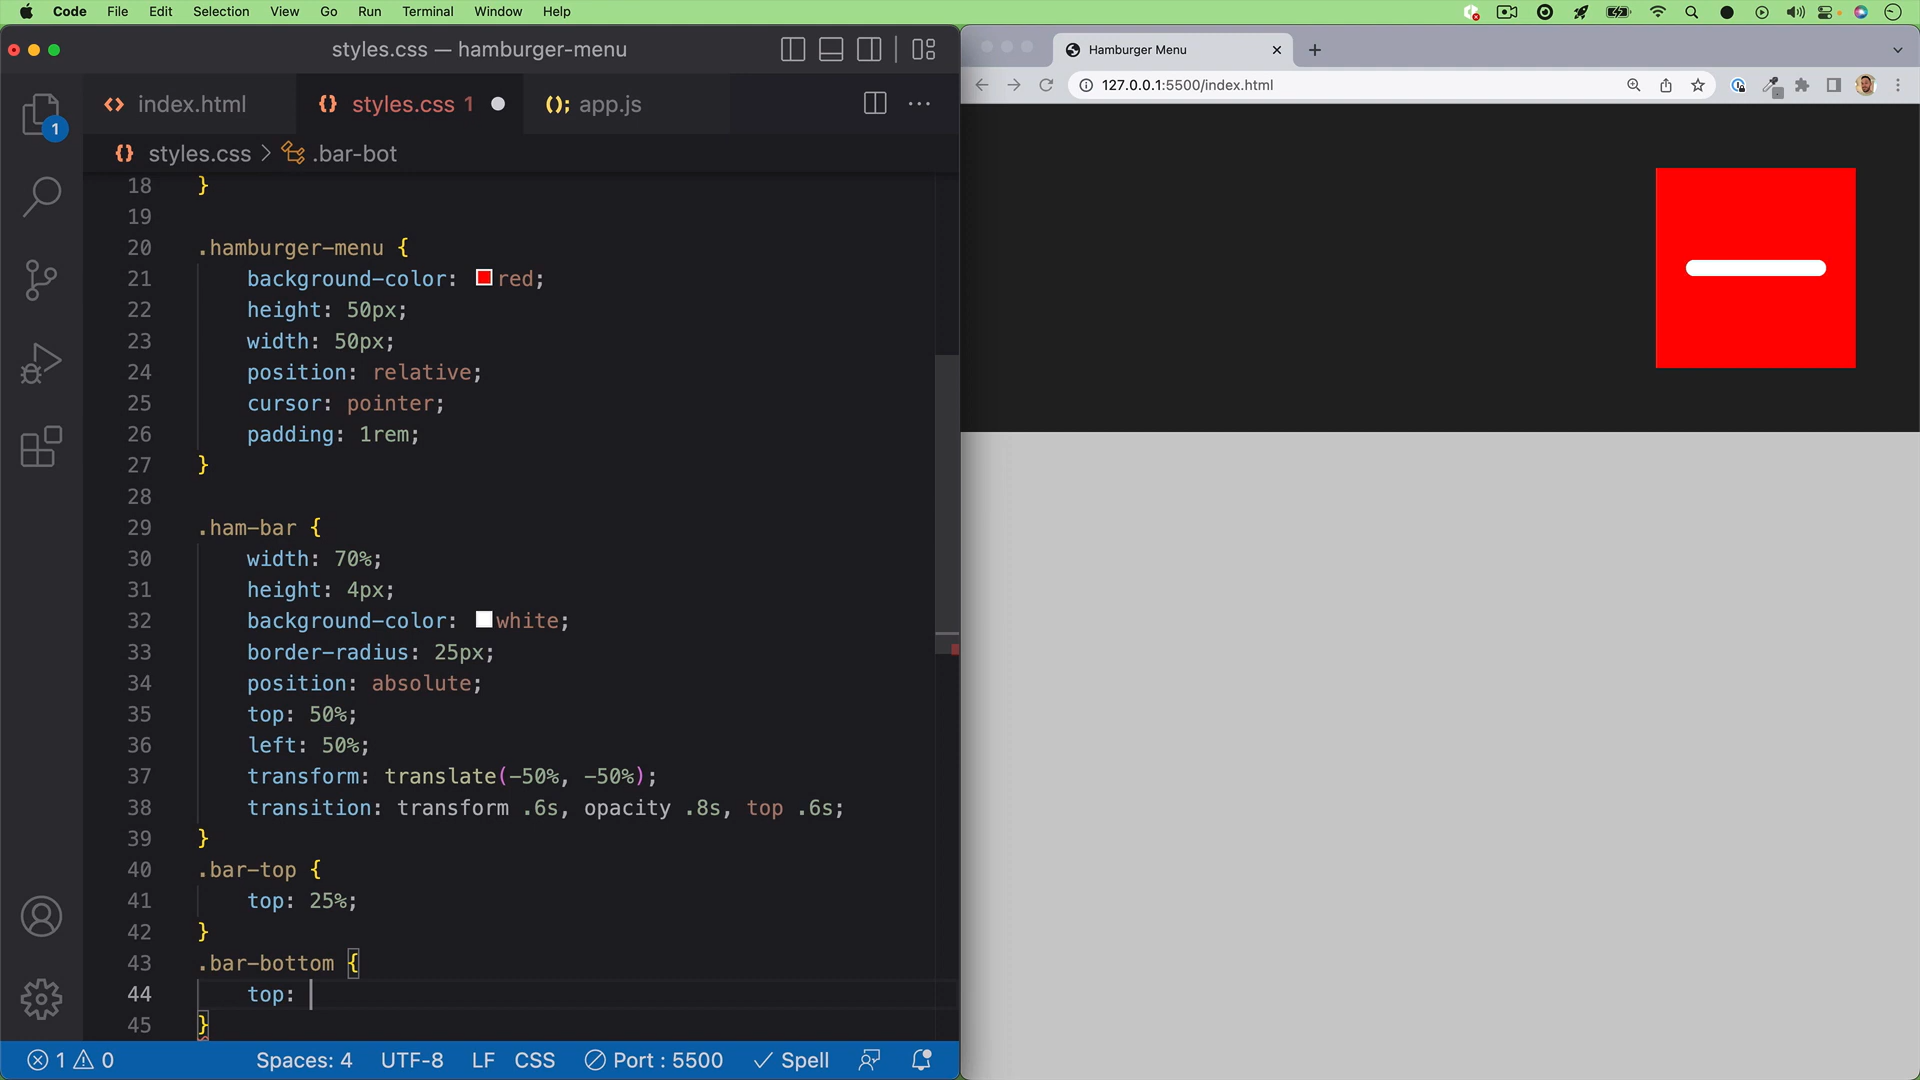 Code File Edit Selection View Go Run Terminal Window Help
styles.css — hamburger-menu
index.html styles.css 1 app.js
styles.css > .bar-bot
18 }
19
20 .hamburger-menu {
21 background-color: red;
22 height: 50px;
23 width: 50px;
24 position: relative;
25 cursor: pointer;
26 padding: 1rem;
27 }
28
29 .ham-bar {
30 width: 70%;
31 height: 4px;
32 background-color: white;
33 border-radius: 25px;
34 position: absolute;
35 top: 50%;
36 left: 50%;
37 transform: translate(-50%, -50%);
38 transition: transform .6s, opacity .8s, top .6s;
39 }
40 .bar-top {
41 top: 25%;
42 }
43 .bar-bottom {
44 top:
45 }
1
1 0 Spaces: 4 UTF-8 LF CSS Port : 5500 Spell
Hamburger Menu
127.0.0.1:5500/index.html